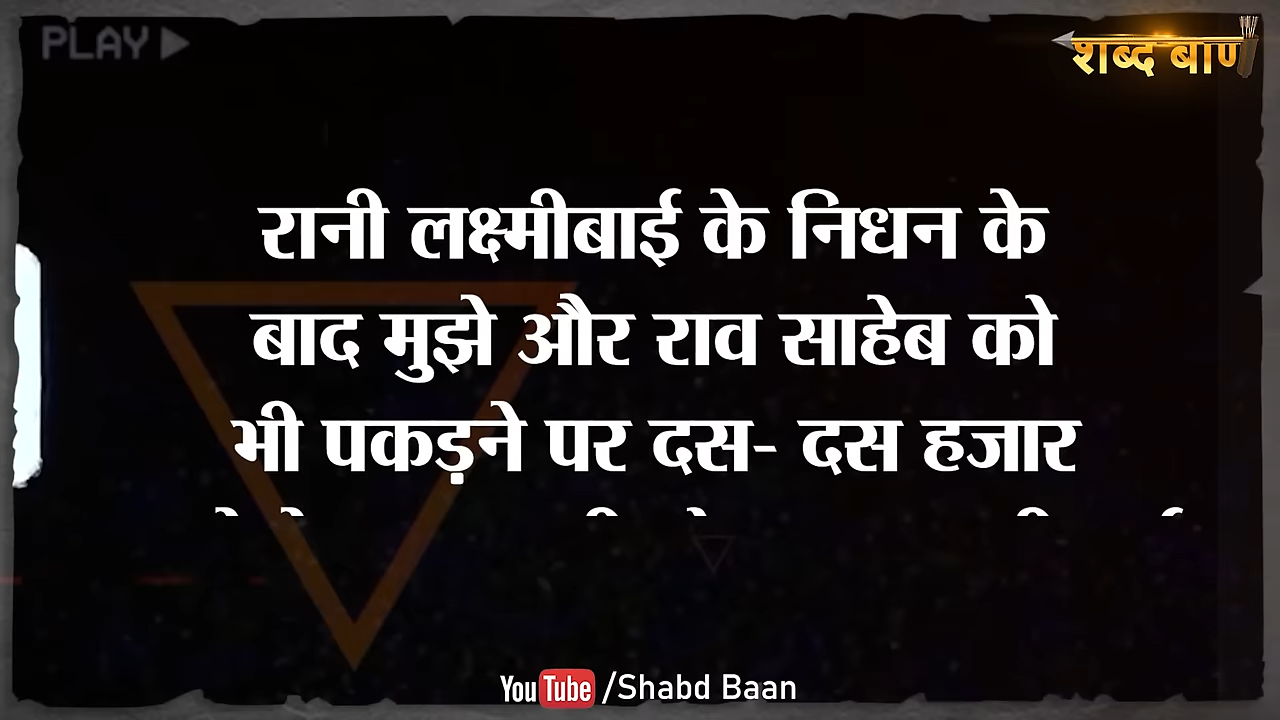 PLAY
शब्द बाण
रानी लक्ष्मीबाई के निधन के
बाद मुझे और राव साहेब को
भी पकड़ने पर दस- दस हजार
YouTube /Shabd Baan